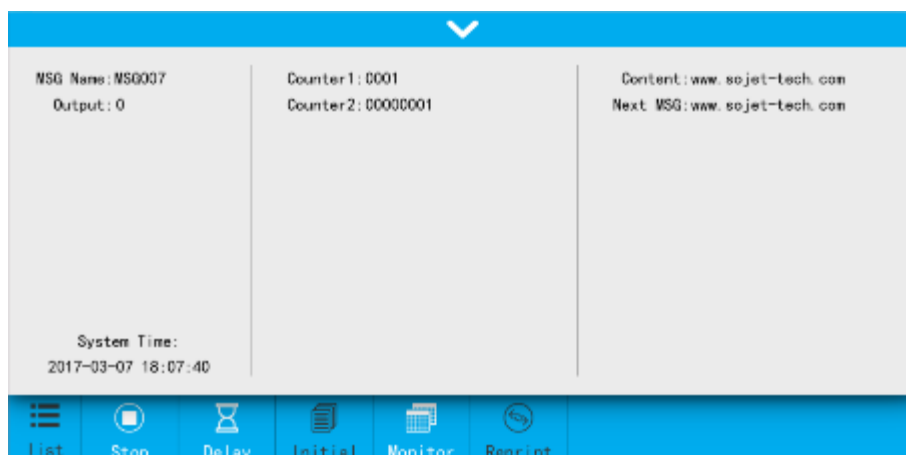 MSG Name:MSG007
Output:0
Counter1:0001
Counter2:00000001
Content:www.sojet-tech.com
Next MSG:www.sojet-tech.com
System Time:
2017-03-07 18:07:40
List Stop Delay Initial Monitor Reprint